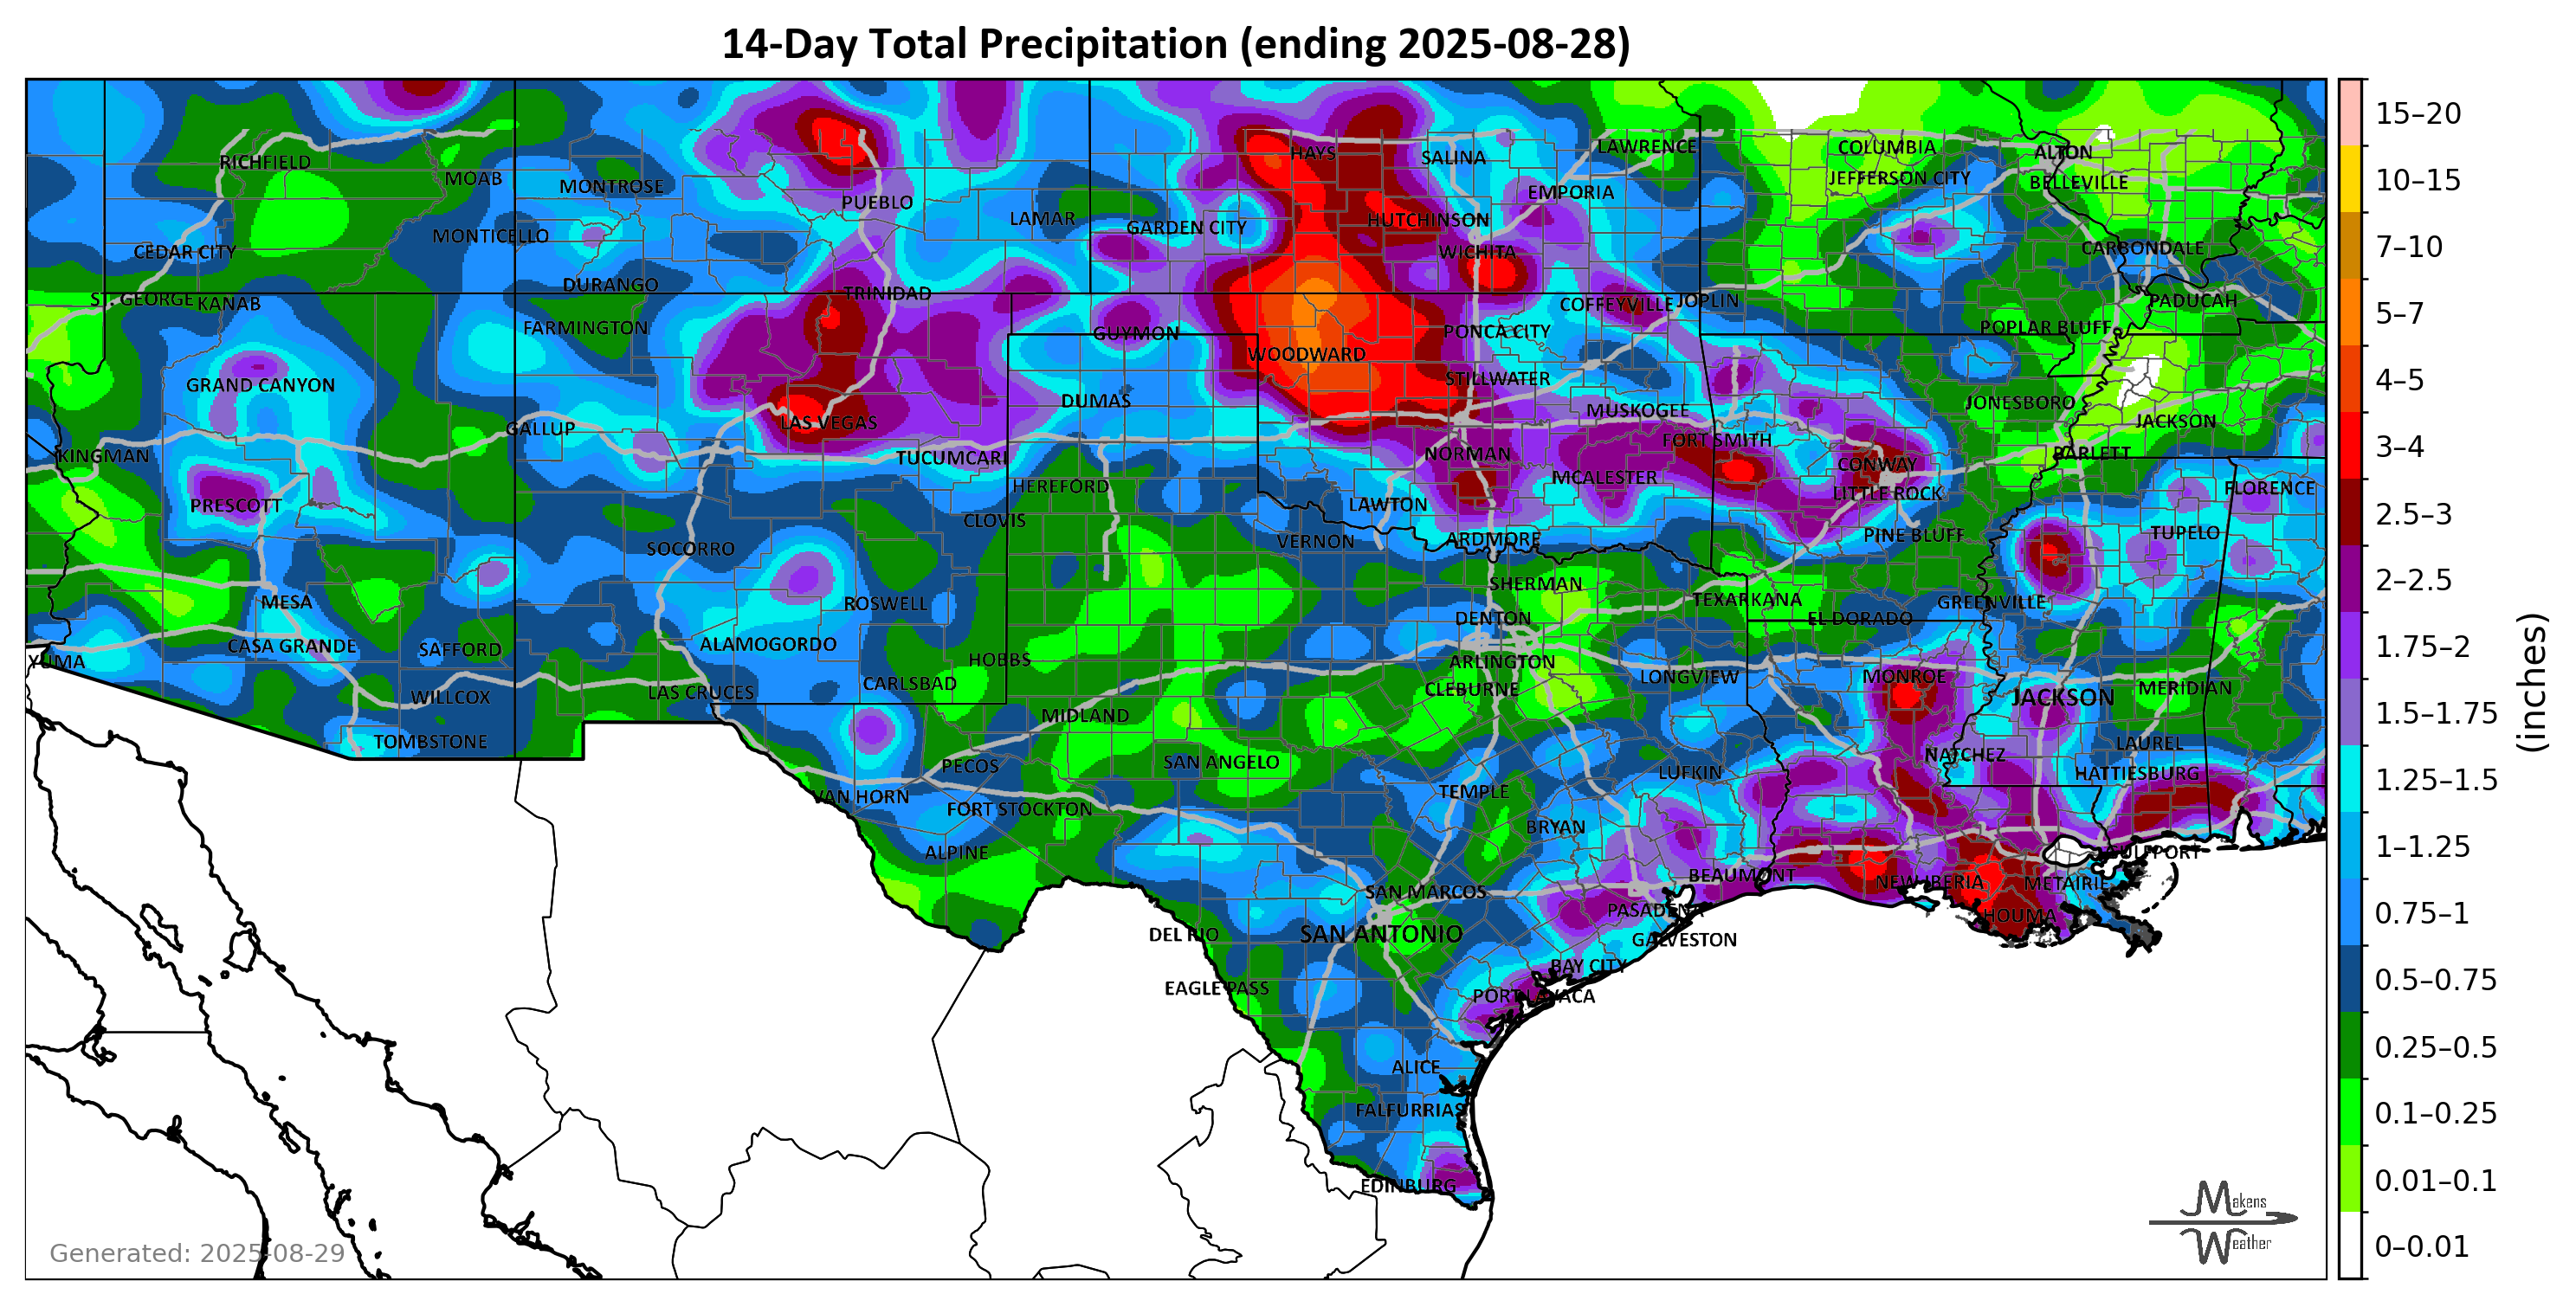 14-Day Total Precipitation (ending 2025-08-28)
RICHFIELD
MOAB
MONTROSE
PUEBLO
LAMAR
HAYS
SALINA
LAWRENCE
COLUMBIA
ALTON
JEFFERSON CITY
BELLEVILLE
EMPORIA
MONTICELLO
GARDEN CITY
HUTCHINSON
CEDAR CITY
WICHITA
CARBONDALE
DURANGO
TRINIDAD
ST. GEORGE
KANAB
COFFEYVILLE
JOPLIN
PADUCAH
FARMINGTON
GUYMON
PONCA CITY
POPLAR BLUFF
WOODWARD
GRAND CANYON
STILLWATER
DUMAS
MUSKOGEE
JONESBORO
LAS VEGAS
JACKSON
GALLUP
FORT SMITH
KINGMAN
TUCUMCARI
NORMAN
BARLETT
CONWAY
MCALESTER
HEREFORD
LITTLE ROCK
FLORENCE
PRESCOTT
LAWTON
CLOVIS
TUPELO
SOCORRO
VERNON
ARDMORE
PINE BLUFF
SHERMAN
MESA
ROSWELL
TEXARKANA
GREENVILLE
DENTON
EL DORADO
CASA GRANDE
SAFFORD
ALAMOGORDO
YUMA
HOBBS
ARLINGTON
LONGVIEW
MONROE
WILLCOX
LAS CRUCES
CARLSBAD
CLEBURNE
JACKSON
MERIDIAN
MIDLAND
TOMBSTONE
LAUREL
PECOS
SAN ANGELO
NATCHEZ
LUFKIN
HATTIESBURG
VAN HORN
FORT STOCKTON
TEMPLE
BRYAN
ALPINE
GULFPORT
BEAUMONT
NEW IBERIA
METAIRIE
SAN MARCOS
PASADENA
HOUMA
DEL RIO
SAN ANTONIO
GALVESTON
BAY CITY
EAGLE PASS
PORT LAVACA
ALICE
FALFURRIAS
EDINBURG
15–20
10–15
7–10
5–7
4–5
3–4
2.5–3
2–2.5
1.75–2
1.5–1.75
1.25–1.5
1–1.25
0.75–1
0.5–0.75
0.25–0.5
0.1–0.25
0.01–0.1
0–0.01
(inches)
Makens
Weather
Generated: 2025-08-29